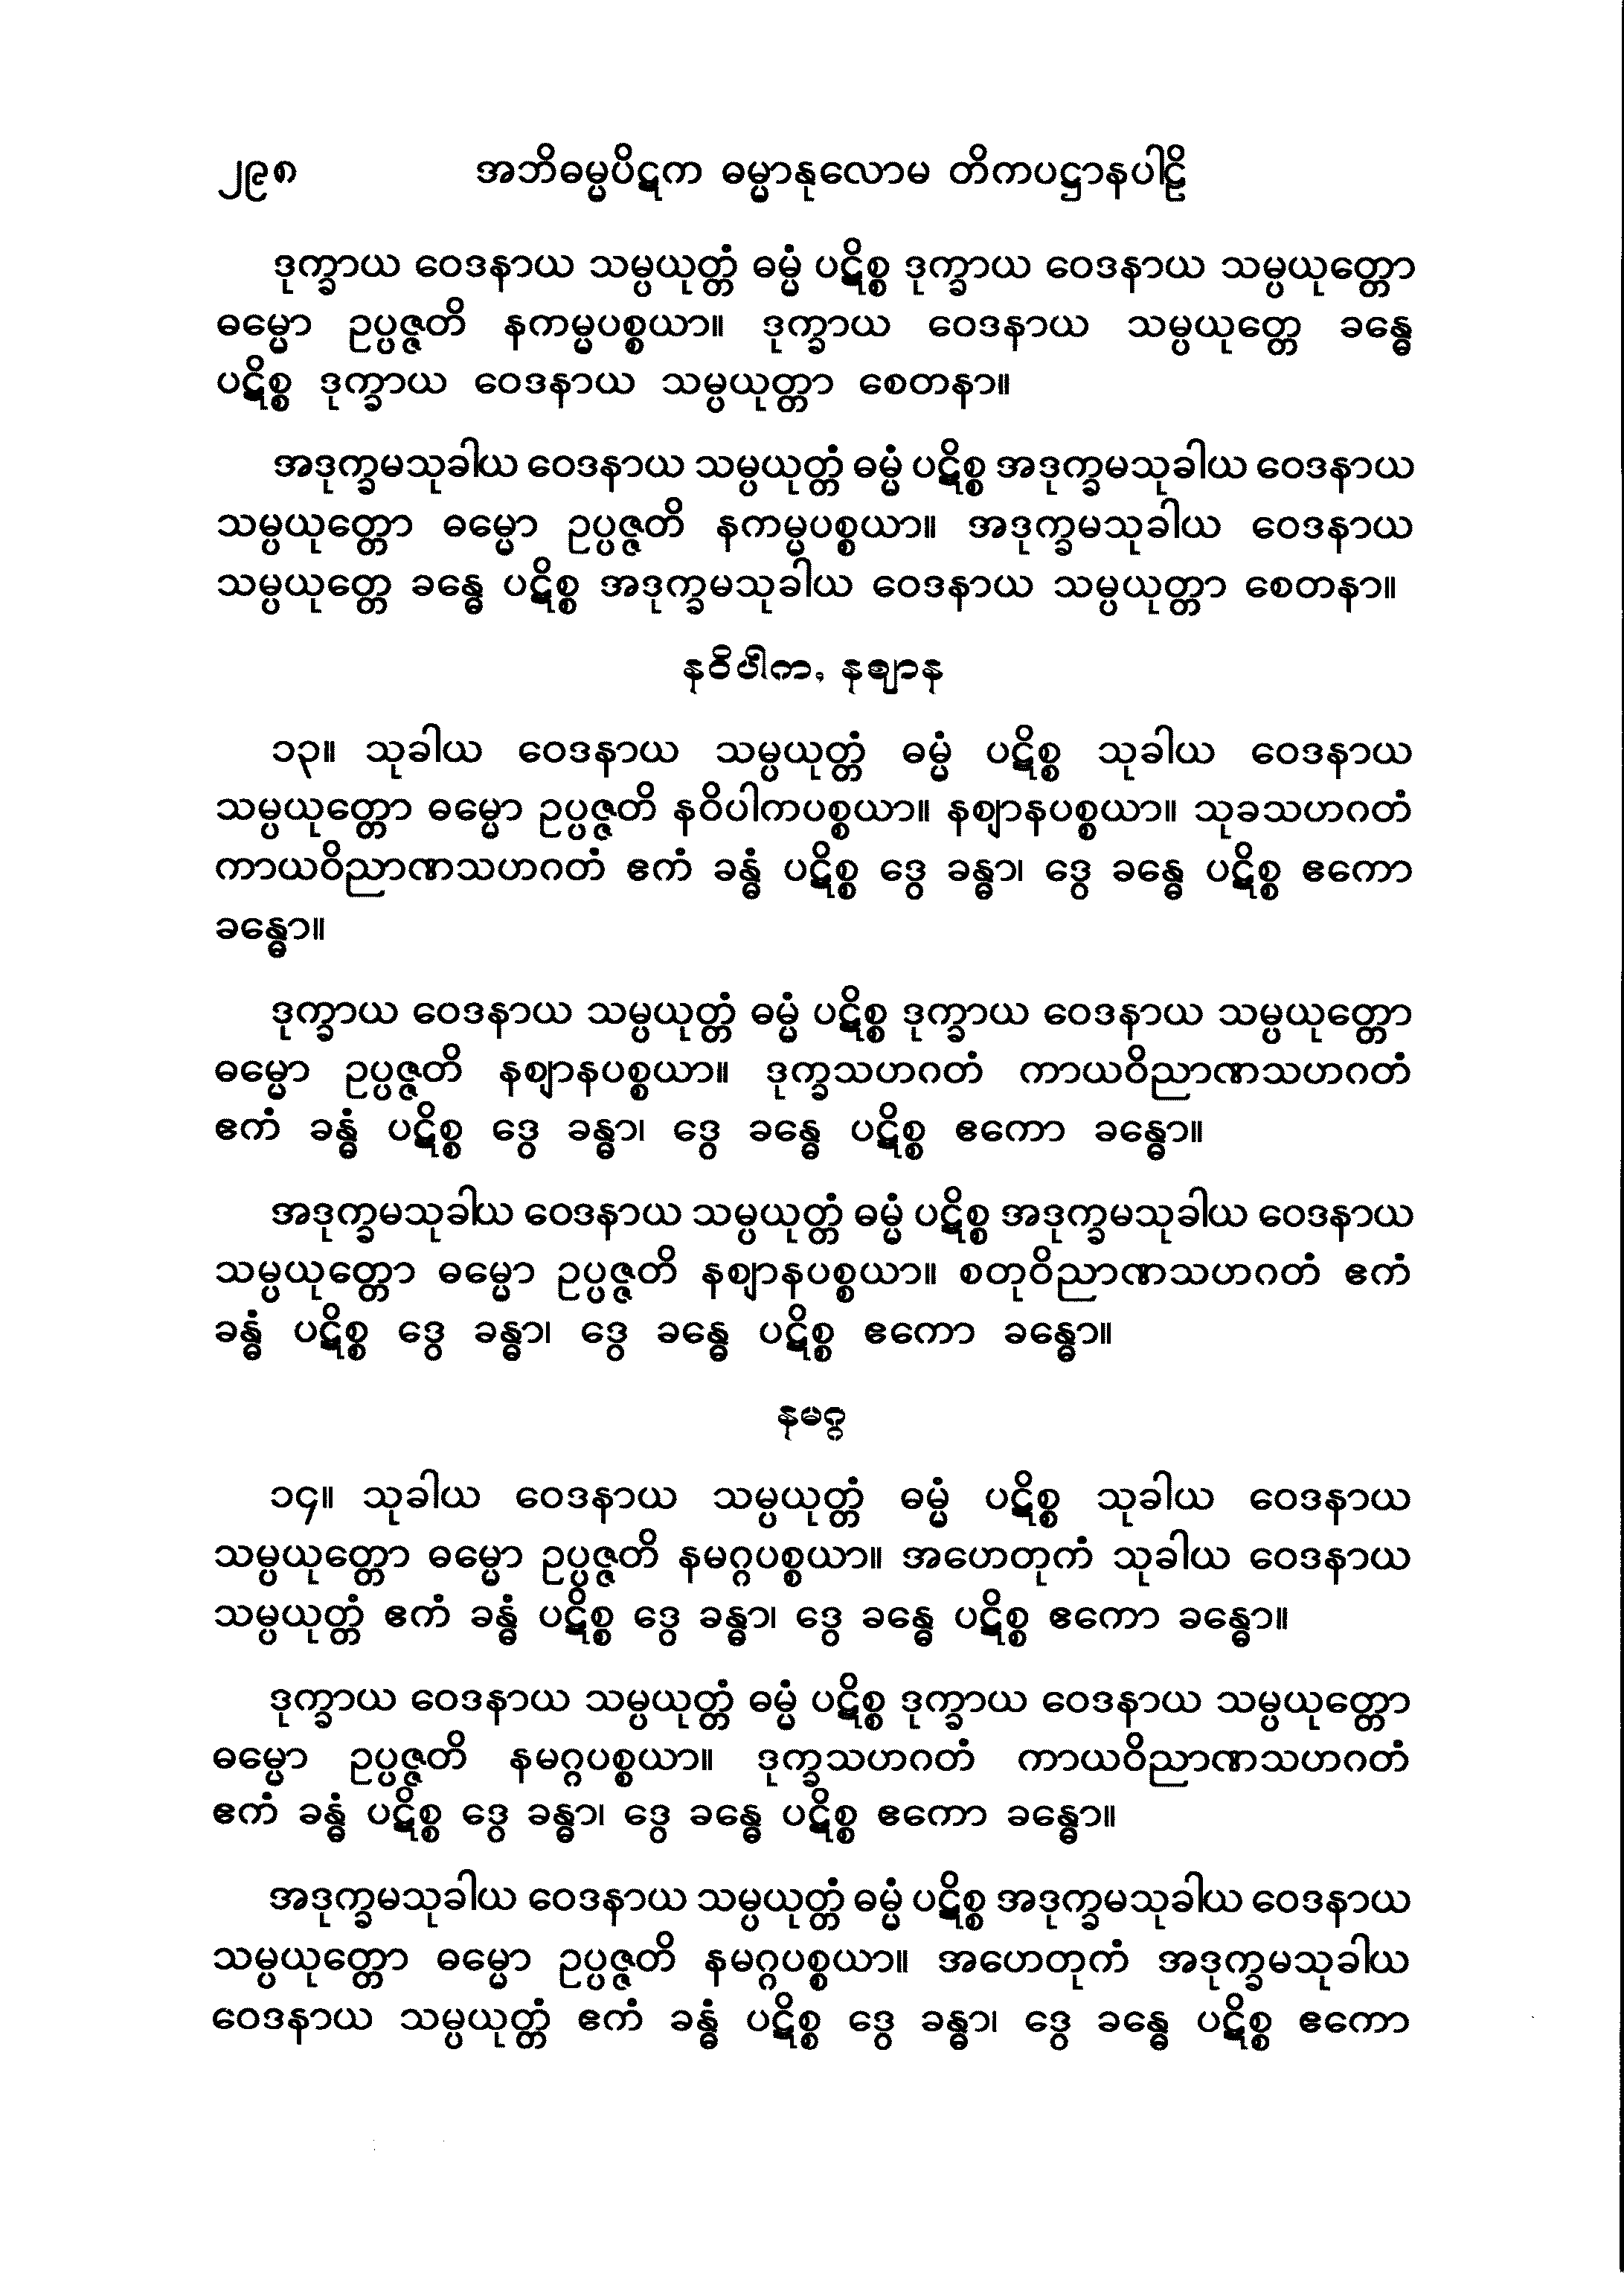 ၂၉၈ အဘိဓမ္မပိဋက ဓမ္မာနုလောမ တိကပဋ္ဌာနပါဠိ
ဒုက္ခာယ ဝေဒနာယ သမ္ပယုတ္တံ ဓမ္မံ ပဋိစ္စ ဒုက္ခာယ ဝေဒနာယ သမ္ပယုတ္တော
ဓမ္မော ဥပ္ပဇ္ဇတိ နကမ္မပစ္စယာ။ ဒုက္ခာယ ဝေဒနာယ သမ္ပယုတ္တေ ခန္ဓေ
ပဋိစ္စ ဒုက္ခာယ ဝေဒနာယ သမ္ပယုတ္တာ စေတနာ။
အဒုက္ခမသုခါယ ဝေဒနာယ သမ္ပယုတ္တံ ဓမ္မံ ပဋိစ္စ အဒုက္ခမသုခါယ ဝေဒနာယ
သမ္ပယုတ္တော ဓမ္မော ဥပ္ပဇ္ဇတိ နကမ္မပစ္စယာ။ အဒုက္ခမသုခါယ ဝေဒနာယ
သမ္ပယုတ္တေ ခန္ဓေ ပဋိစ္စ အဒုက္ခမသုခါယ ဝေဒနာယ သမ္ပယုတ္တာ စေတနာ။
နဝိပါက, နဈာန
၁၃။ သုခါယ ဝေဒနာယ သမ္ပယုတ္တံ ဓမ္မံ ပဋိစ္စ သုခါယ ဝေဒနာယ
သမ္ပယုတ္တော ဓမ္မော ဥပ္ပဇ္ဇတိ နဝိပါကပစ္စယာ။ နဈာနပစ္စယာ။ သုခသဟဂတံ
ကာယဝိညာဏသဟဂတံ ဧကံ ခန္ဓံ ပဋိစ္စ ဒွေ ခန္ဓာ၊ ဒွေ ခန္ဓေ ပဋိစ္စ ဧကော
ခန္ဓော။
ဒုက္ခာယ ဝေဒနာယ သမ္ပယုတ္တံ ဓမ္မံ ပဋိစ္စ ဒုက္ခာယ ဝေဒနာယ သမ္ပယုတ္တော
ဓမ္မော ဥပ္ပဇ္ဇတိ နဈာနပစ္စယာ။ ဒုက္ခသဟဂတံ ကာယဝိညာဏသဟဂတံ
ဧကံ ခန္ဓံ ပဋိစ္စ ဒွေ ခန္ဓာ၊ ဒွေ ခန္ဓေ ပဋိစ္စ ဧကော ခန္ဓော။
အဒုက္ခမသုခါယ ဝေဒနာယ သမ္ပယုတ္တံ ဓမ္မံ ပဋိစ္စ အဒုက္ခမသုခါယ ဝေဒနာယ
သမ္ပယုတ္တော ဓမ္မော ဥပ္ပဇ္ဇတိ နဈာနပစ္စယာ။ စတုဝိညာဏသဟဂတံ ဧကံ
ခန္ဓံ ပဋိစ္စ ဒွေ ခန္ဓာ၊ ဒွေ ခန္ဓေ ပဋိစ္စ ဧကော ခန္ဓော။
နမဂ္ဂ
၁၄။ သုခါယ ဝေဒနာယ သမ္ပယုတ္တံ ဓမ္မံ ပဋိစ္စ သုခါယ ဝေဒနာယ
သမ္ပယုတ္တော ဓမ္မော ဥပ္ပဇ္ဇတိ နမဂ္ဂပစ္စယာ။ အဟေတုကံ သုခါယ ဝေဒနာယ
သမ္ပယုတ္တံ ဧကံ ခန္ဓံ ပဋိစ္စ ဒွေ ခန္ဓာ၊ ဒွေ ခန္ဓေ ပဋိစ္စ ဧကော ခန္ဓော။
ဒုက္ခာယ ဝေဒနာယ သမ္ပယုတ္တံ ဓမ္မံ ပဋိစ္စ ဒုက္ခာယ ဝေဒနာယ သမ္ပယုတ္တော
ဓမ္မော ဥပ္ပဇ္ဇတိ နမဂ္ဂပစ္စယာ။ ဒုက္ခသဟဂတံ ကာယဝိညာဏသဟဂတံ
ဧကံ ခန္ဓံ ပဋိစ္စ ဒွေ ခန္ဓာ၊ ဒွေ ခန္ဓေ ပဋိစ္စ ဧကော ခန္ဓော။
အဒုက္ခမသုခါယ ဝေဒနာယ သမ္ပယုတ္တံ ဓမ္မံ ပဋိစ္စ အဒုက္ခမသုခါယ ဝေဒနာယ
သမ္ပယုတ္တော ဓမ္မော ဥပ္ပဇ္ဇတိ နမဂ္ဂပစ္စယာ။ အဟေတုကံ အဒုက္ခမသုခါယ
ဝေဒနာယ သမ္ပယုတ္တံ ဧကံ ခန္ဓံ ပဋိစ္စ ဒွေ ခန္ဓာ၊ ဒွေ ခန္ဓေ ပဋိစ္စ ဧကော